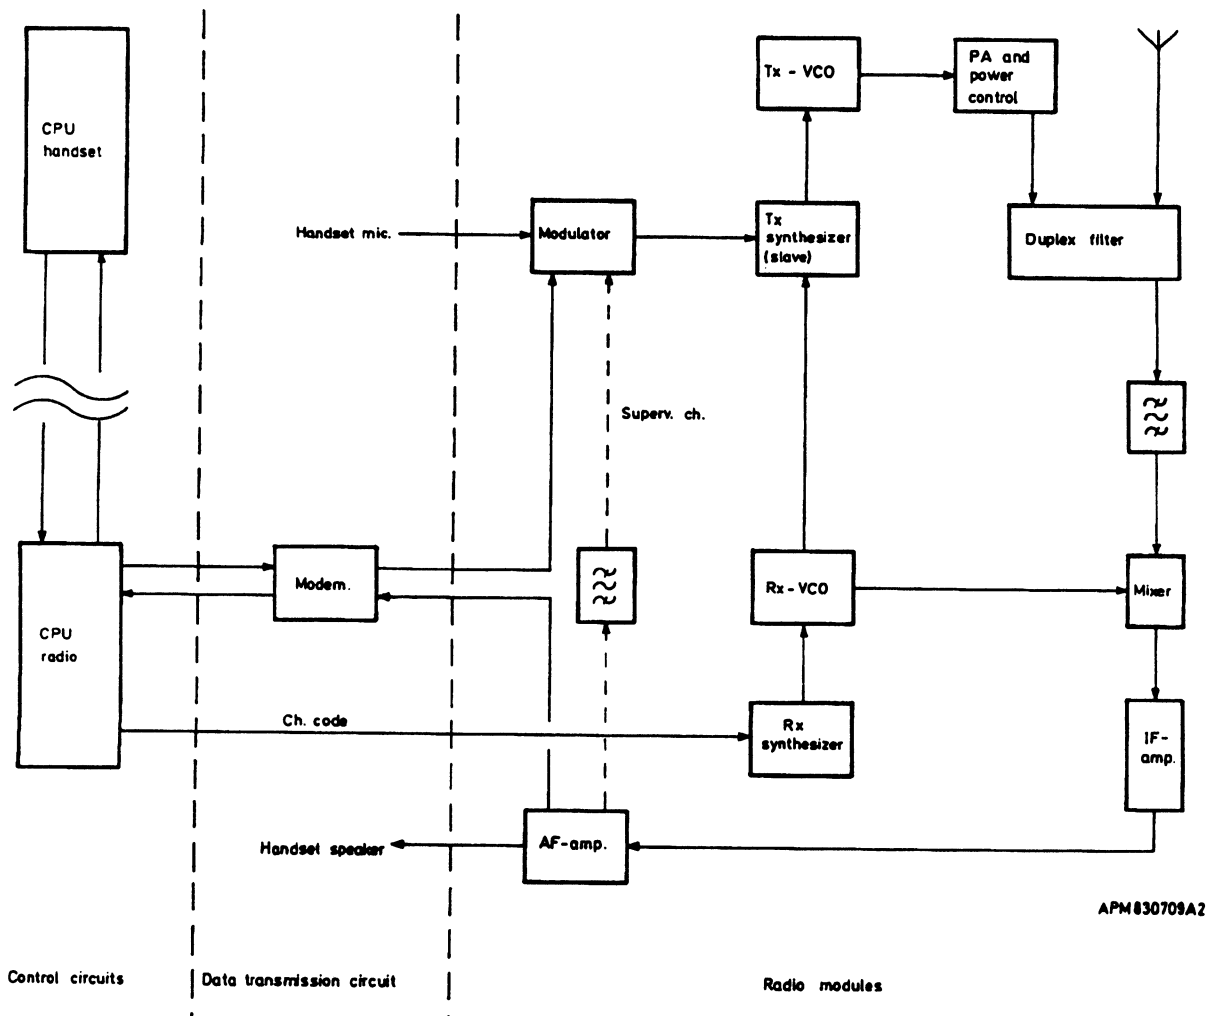 CPU
handset
Tx - VCO
PA and
power
control
Handset mic.
Modulator
Tx
synthesizer
(slave)
Duplex filter
Superv. ch.
Modem.
CPU
radio
Rx - VCO
Mixer
Ch. code
Rx
synthesizer
IF-
amp.
Handset speaker
AF-amp.
APM830709A2
Control circuits
Data transmission circuit
Radio modules